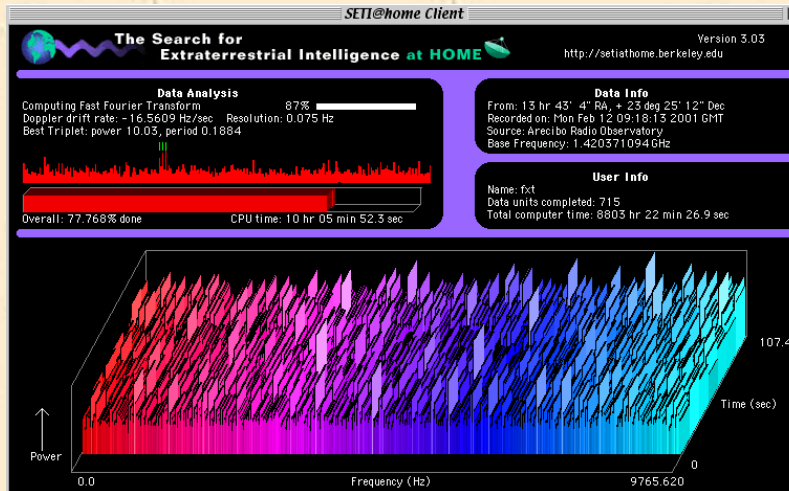 SETI@home Client
The Search for
Extraterrestrial Intelligence at HOME
Version 3.03
http://setiathome.berkeley.edu
Data Analysis
Computing Fast Fourier Transform 87%
Doppler drift rate: -16.5609 Hz/sec Resolution: 0.075 Hz
Best Triplet: power 10.03, period 0.1884
Overall: 77.768% done CPU time: 10 hr 05 min 52.3 sec
Data Info
From: 13 hr 43' 4" RA, + 23 deg 25' 12" Dec
Recorded on: Mon Feb 12 09:18:13 2001 GMT
Source: Arecibo Radio Observatory
Base Frequency: 1.420371094 GHz
User Info
Name: fxt
Data units completed: 715
Total computer time: 8803 hr 22 min 26.9 sec
107.4
Time (sec)
Power
0
0.0 Frequency (Hz) 9765.620